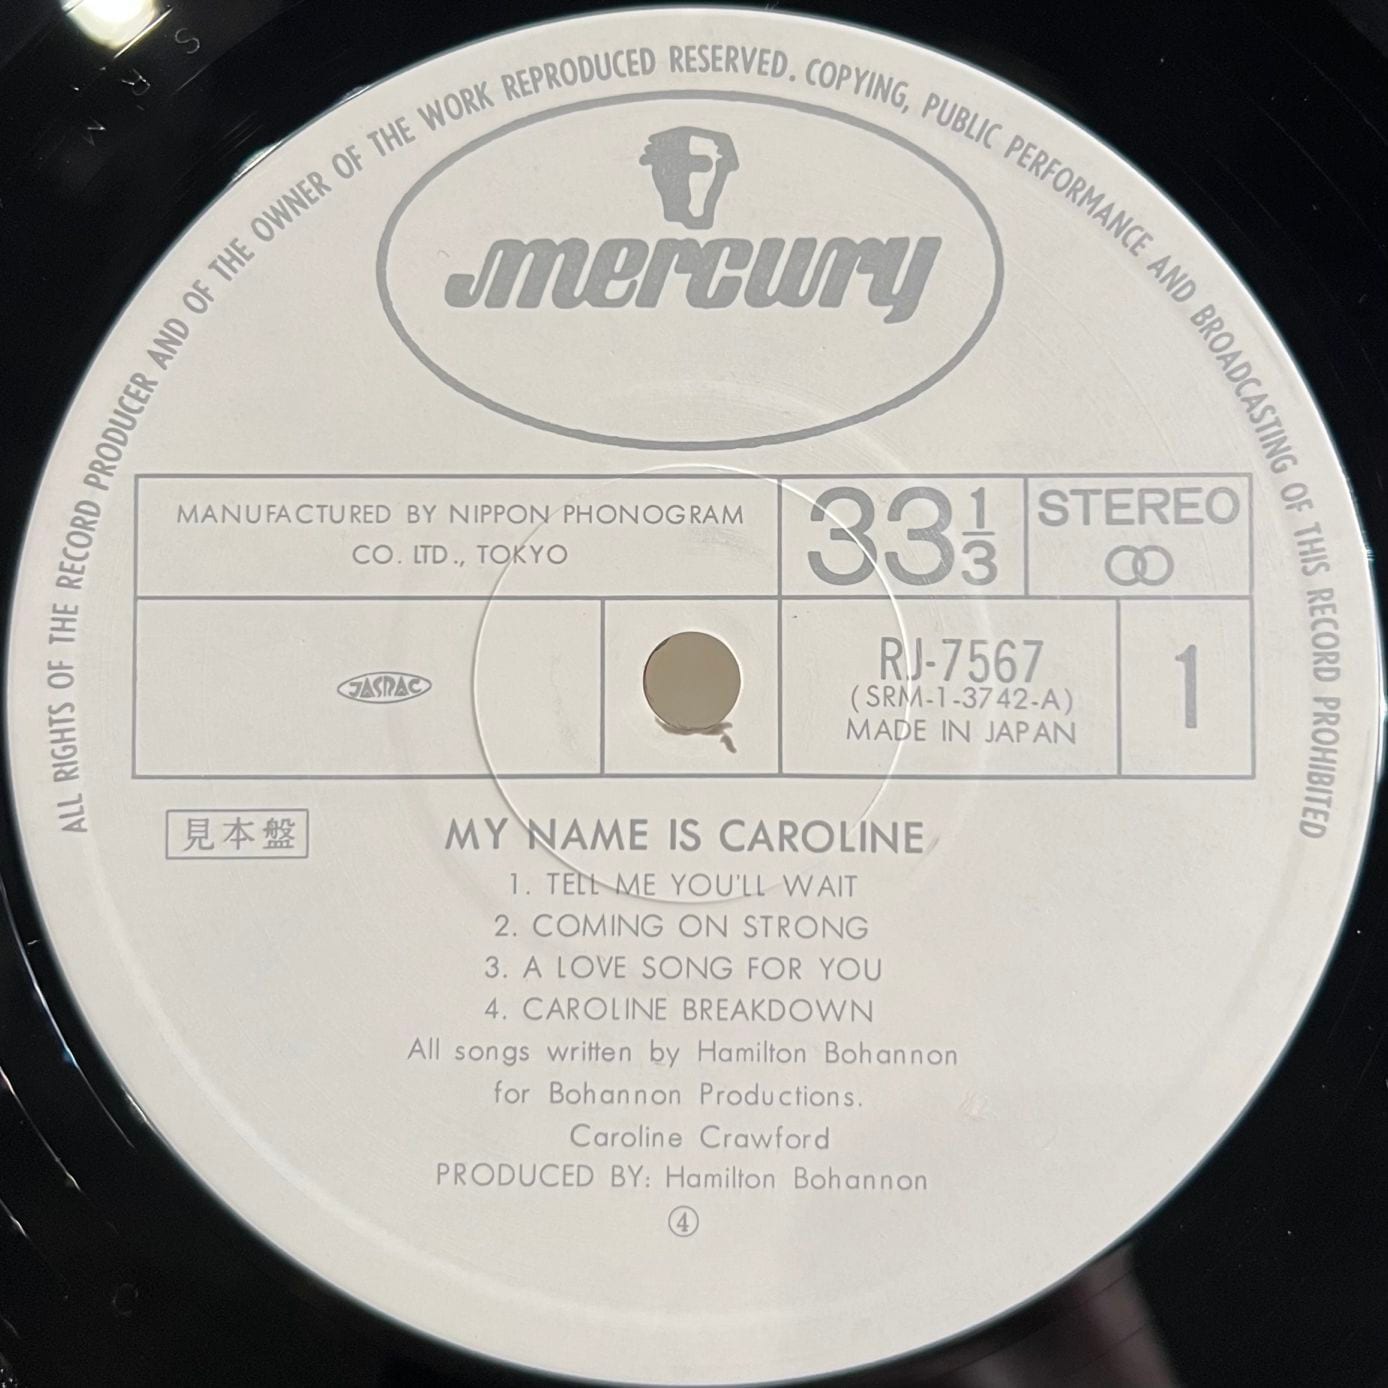 ALL RIGHTS OF THE RECORD PRODUCER AND OF THE OWNER OF THE WORK REPRODUCED RESERVED. COPYING, PUBLIC PERFORMANCE AND BROADCASTING OF THIS RECORD PROHIBITED
mercury
MANUFACTURED BY NIPPON PHONOGRAM
CO. LTD., TOKYO
33 1/3
STEREO
JASRAC
RJ-7567
(SRM-1-3742-A)
MADE IN JAPAN
1
見本盤
MY NAME IS CAROLINE
1. TELL ME YOU'LL WAIT
2. COMING ON STRONG
3. A LOVE SONG FOR YOU
4. CAROLINE BREAKDOWN
All songs written by Hamilton Bohannon
for Bohannon Productions.
Caroline Crawford
PRODUCED BY: Hamilton Bohannon
④